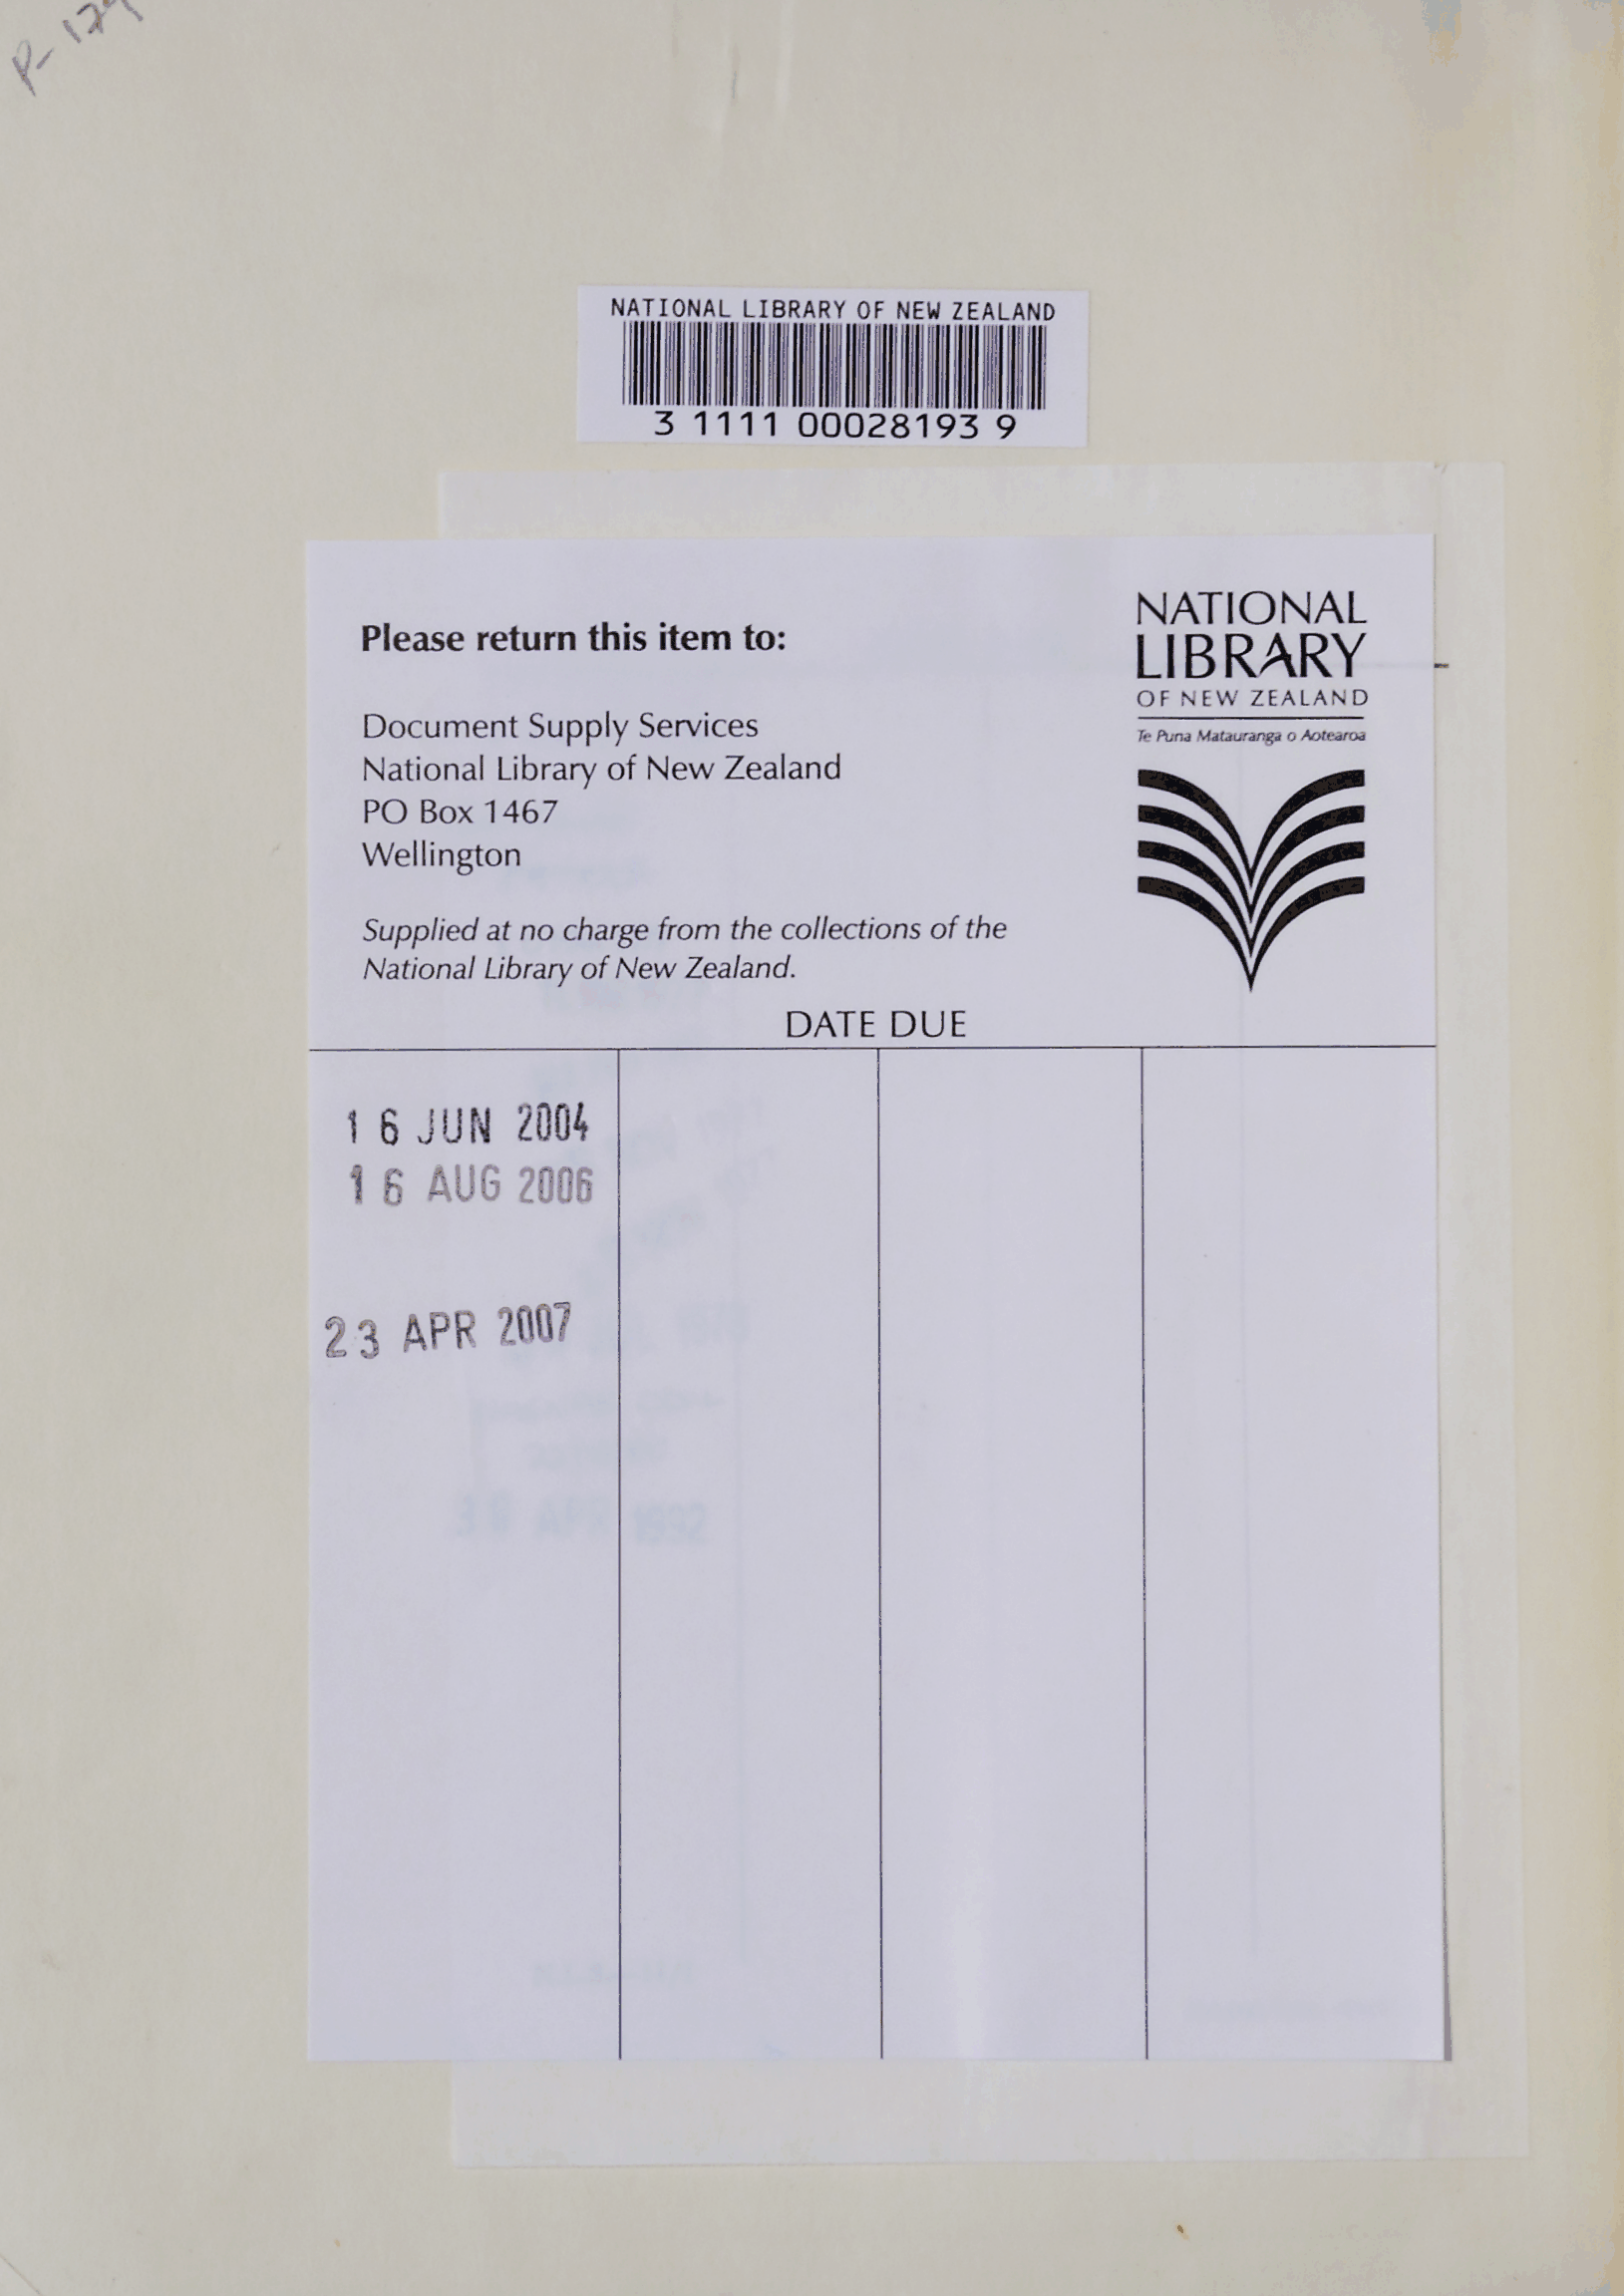 NATIONAL LIBRARY OF NEW ZEALAND
3 1111 00028193 9
Please return this item to:
Document Supply Services
National Library of New Zealand
PO Box 1467
Wellington
Supplied at no charge from the collections of the
National Library of New Zealand.
NATIONAL
LIBRARY
OF NEW ZEALAND
Te Puna Matauranga o Aotearoa
DATE DUE
16 JUN 2004
16 AUG 2006
23 APR 2007